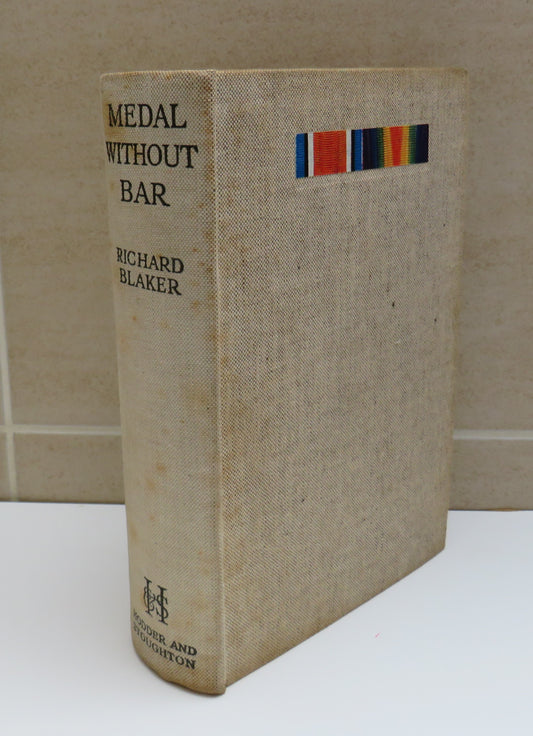 MEDAL
WITHOUT
BAR
RICHARD
BLAKER
H&S
HODDER AND
STOUGHTON